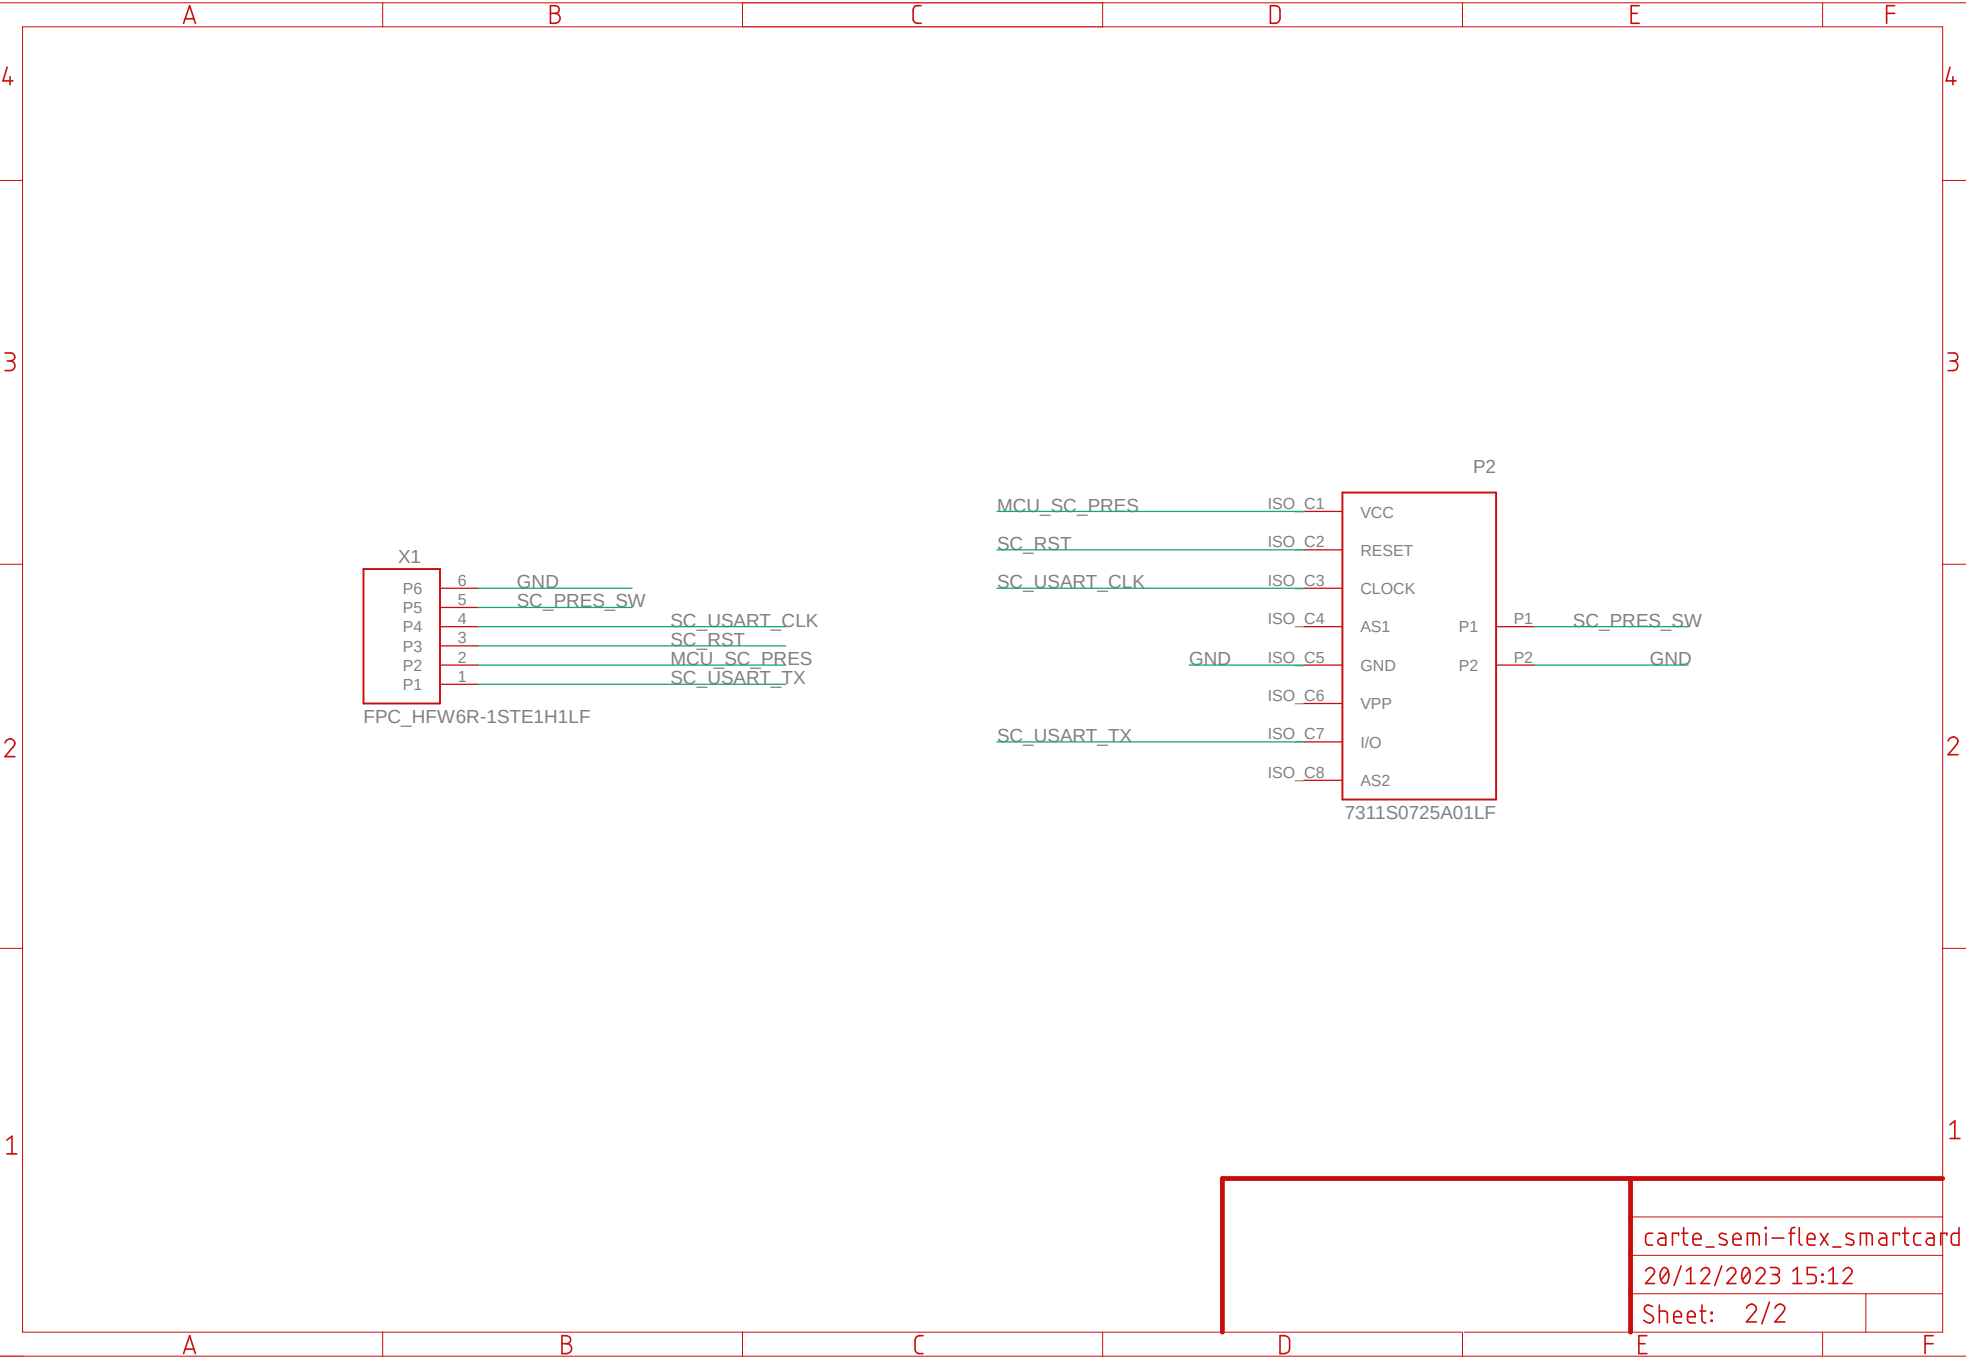 A B C D E F
4 4
3 3
2 2
1 1
X1
P6 6 GND
P5 5 SC_PRES_SW
P4 4 SC_USART_CLK
P3 3 SC_RST
P2 2 MCU_SC_PRES
P1 1 SC_USART_TX
FPC_HFW6R-1STE1H1LF
P2
MCU_SC_PRES ISO_C1 VCC
SC_RST ISO_C2 RESET
SC_USART_CLK ISO_C3 CLOCK
ISO_C4 AS1 P1 P1 SC_PRES_SW
GND ISO_C5 GND P2 P2 GND
ISO_C6 VPP
SC_USART_TX ISO_C7 I/O
ISO_C8 AS2
7311S0725A01LF
carte_semi-flex_smartcard
20/12/2023 15:12
Sheet: 2/2
A B C D E F